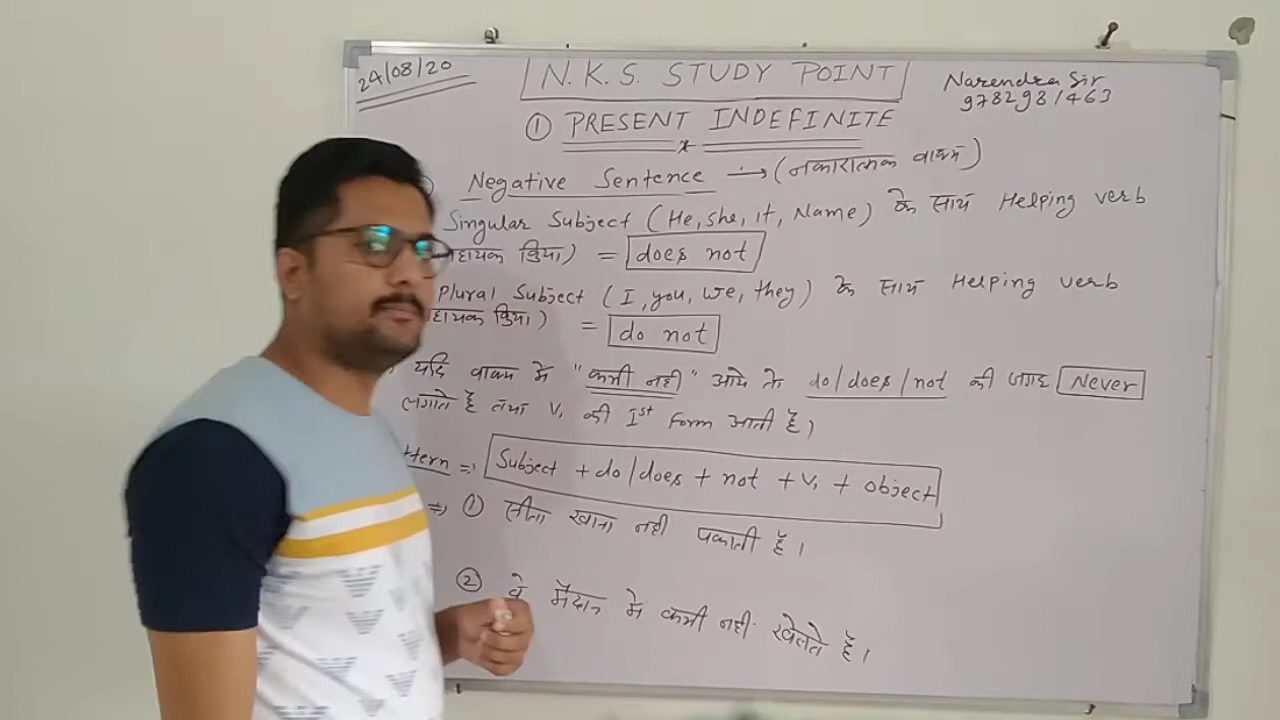 24/08/20
N.K.S. STUDY POINT
Narendra Sir
9782981463
① PRESENT INDEFINITE
Negative Sentence → (नकारात्मक वाक्य)
Singular Subject (He, she, it, Name) के साथ Helping verb
क्रिया) = does not
Plural Subject (I, you, we, they) के साथ Helping verb
क्रिया) = do not
यदि वाक्य मे "कभी नही" आये तो do/does/not की जगह Never
लगाते है तथा V₁ की Ist Form आती है।
tern ⇒ Subject + do/does + not + V₁ + object
⇒ ① सीता खाना नही पकाती है।
② वे मैदान मे कभी नही खेलते है।